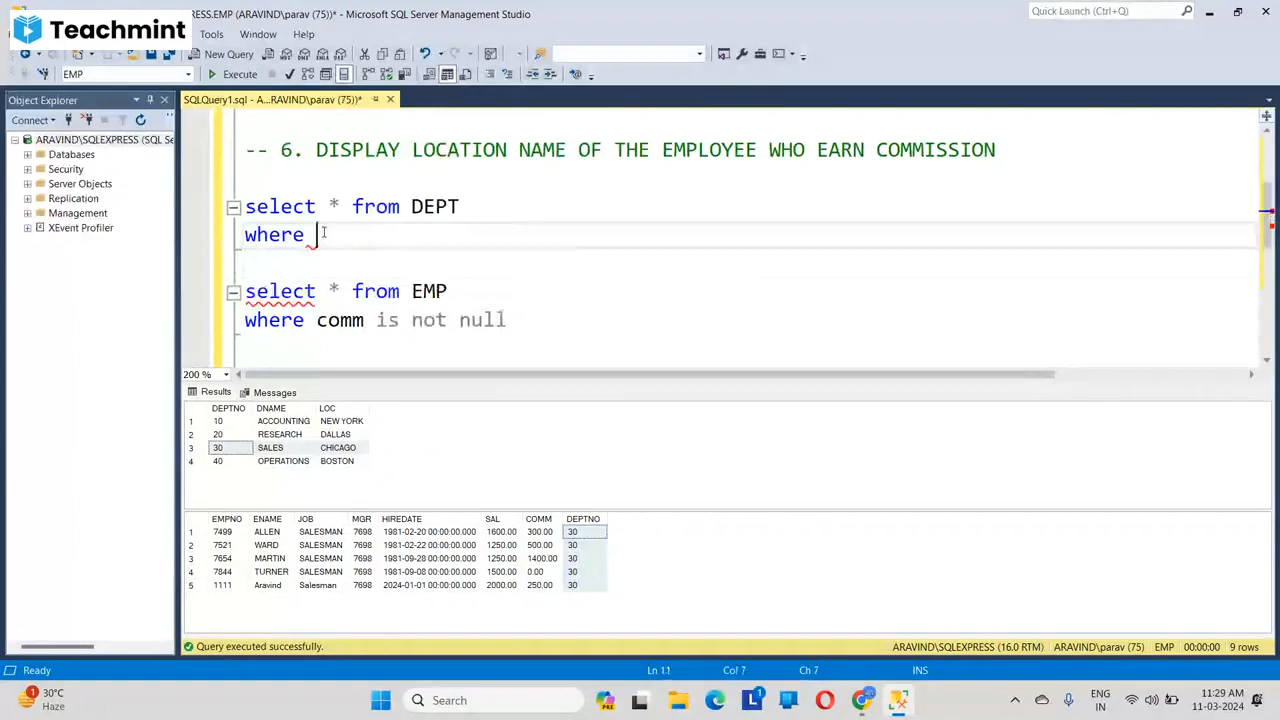 RESS.EMP (ARAVIND\parav (75))* - Microsoft SQL Server Management Studio
Quick Launch (Ctrl+Q)
Teachmint
Tools Window Help
New Query
EMP
Execute
Object Explorer
SQLQuery1.sql - A...RAVIND\parav (75))*
Connect
ARAVIND\SQLEXPRESS (SQL Se
Databases
Security
Server Objects
Replication
Management
XEvent Profiler
-- 6. DISPLAY LOCATION NAME OF THE EMPLOYEE WHO EARN COMMISSION
select * from DEPT
where
select * from EMP
where comm is not null
200 %
Results Messages
DEPTNO DNAME LOC
1 10 ACCOUNTING NEW YORK
2 20 RESEARCH DALLAS
3 30 SALES CHICAGO
4 40 OPERATIONS BOSTON
EMPNO ENAME JOB MGR HIREDATE SAL COMM DEPTNO
1 7499 ALLEN SALESMAN 7698 1981-02-20 00:00:00.000 1600.00 300.00 30
2 7521 WARD SALESMAN 7698 1981-02-22 00:00:00.000 1250.00 500.00 30
3 7654 MARTIN SALESMAN 7698 1981-09-28 00:00:00.000 1250.00 1400.00 30
4 7844 TURNER SALESMAN 7698 1981-09-08 00:00:00.000 1500.00 0.00 30
5 1111 Aravind Salesman 7698 2024-01-01 00:00:00.000 2000.00 250.00 30
Query executed successfully.
ARAVIND\SQLEXPRESS (16.0 RTM) ARAVIND\parav (75) EMP 00:00:00 9 rows
Ready
Ln 11 Col 7 Ch 7 INS
1
30°C
Haze
Search
PRE
ENG
IN
11:29 AM
11-03-2024